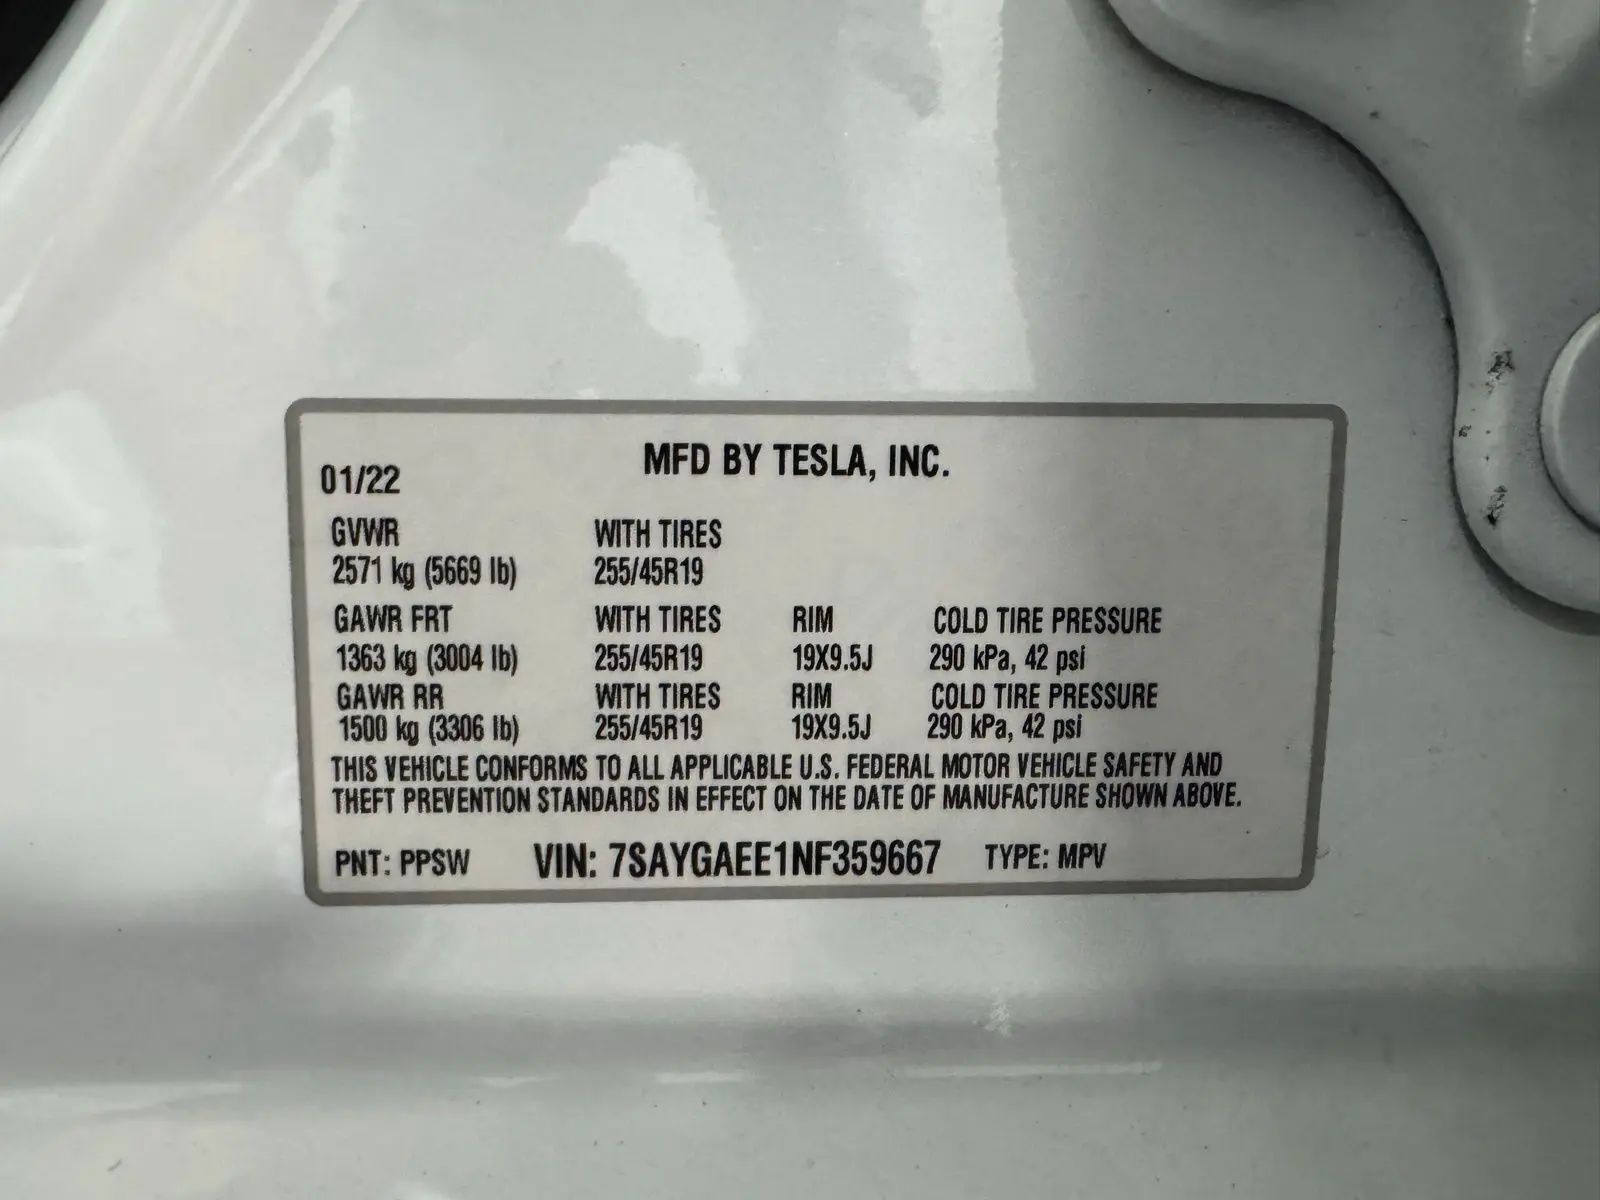 MFD BY TESLA, INC.
01/22
GVWR WITH TIRES
2571 kg (5669 lb) 255/45R19
GAWR FRT WITH TIRES RIM COLD TIRE PRESSURE
1363 kg (3004 lb) 255/45R19 19X9.5J 290 kPa, 42 psi
GAWR RR WITH TIRES RIM COLD TIRE PRESSURE
1500 kg (3306 lb) 255/45R19 19X9.5J 290 kPa, 42 psi
THIS VEHICLE CONFORMS TO ALL APPLICABLE U.S. FEDERAL MOTOR VEHICLE SAFETY AND
THEFT PREVENTION STANDARDS IN EFFECT ON THE DATE OF MANUFACTURE SHOWN ABOVE.
PNT: PPSW VIN: 7SAYGAEE1NF359667 TYPE: MPV